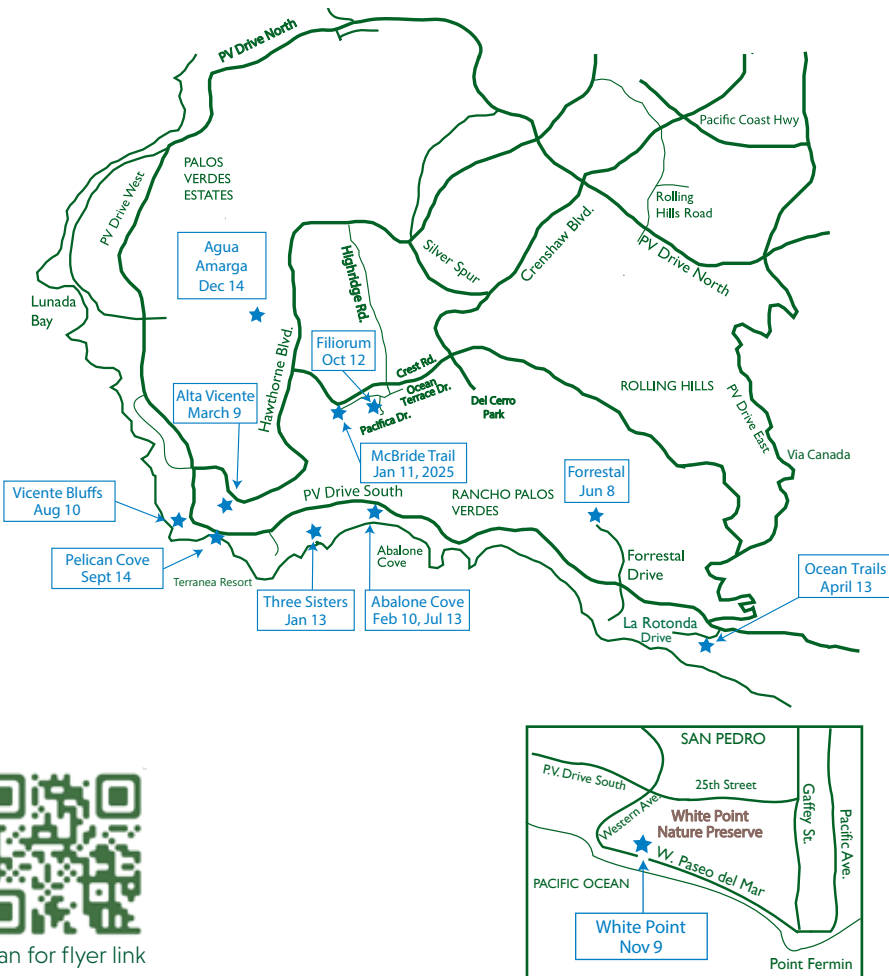 PV Drive North
Pacific Coast Hwy
PALOS
VERDES
ESTATES
PV Drive West
Rolling
Hills Road
Agua
Amarga
Dec 14
Highridge Rd.
Silver Spur
Crenshaw Blvd.
PV Drive North
Lunada
Bay
Hawthorne Blvd.
Filiorum
Oct 12
Crest Rd.
Ocean
Terrace Dr.
Del Cerro
Park
Pacifica Dr.
ROLLING HILLS
PV Drive East
Alta Vicente
March 9
McBride Trail
Jan 11, 2025
Via Canada
Forrestal
Jun 8
Vicente Bluffs
Aug 10
PV Drive South
RANCHO PALOS
VERDES
Pelican Cove
Sept 14
Terranea Resort
Abalone
Cove
Forrestal
Drive
Ocean Trails
April 13
Three Sisters
Jan 13
Abalone Cove
Feb 10, Jul 13
La Rotonda
Drive
SAN PEDRO
P.V. Drive South
25th Street
Western Ave.
White Point
Nature Preserve
Gaffey St.
Pacific Ave.
W. Paseo del Mar
PACIFIC OCEAN
White Point
Nov 9
Point Fermin
an for flyer link